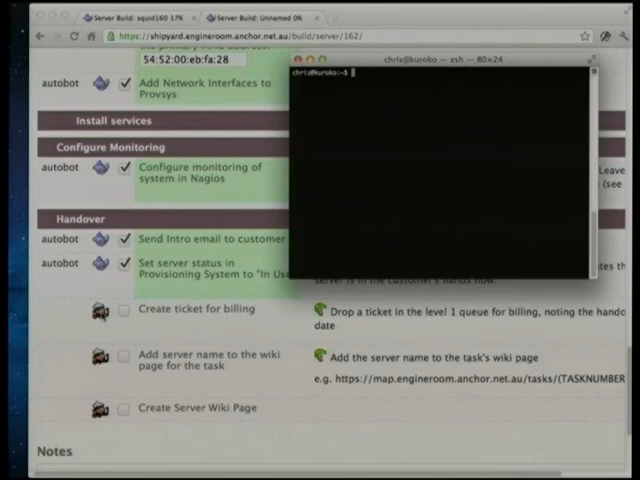 Server Build: squid160 17%
Server Build: Unnamed 0%
https://shipyard.engineroom.anchor.net.au/build/server/162/
54:52:00:eb:fa:28
autobot
Add Network Interfaces to
Provsys
Install services
Configure Monitoring
autobot
Configure monitoring of
system in Nagios
Leave
(see
Handover
autobot
Send Intro email to customer
autobot
Set server status in
Provisioning System to "In Use
server is in the customer's hands now.
Create ticket for billing
Drop a ticket in the level 1 queue for billing, noting the hando
date
Add server name to the wiki
page for the task
Add the server name to the task's wiki page
e.g. https://map.engineroom.anchor.net.au/tasks/(TASKNUMBER
Create Server Wiki Page
Notes
chris@kuroko — zsh — 80×24
chris@kuroko:~$